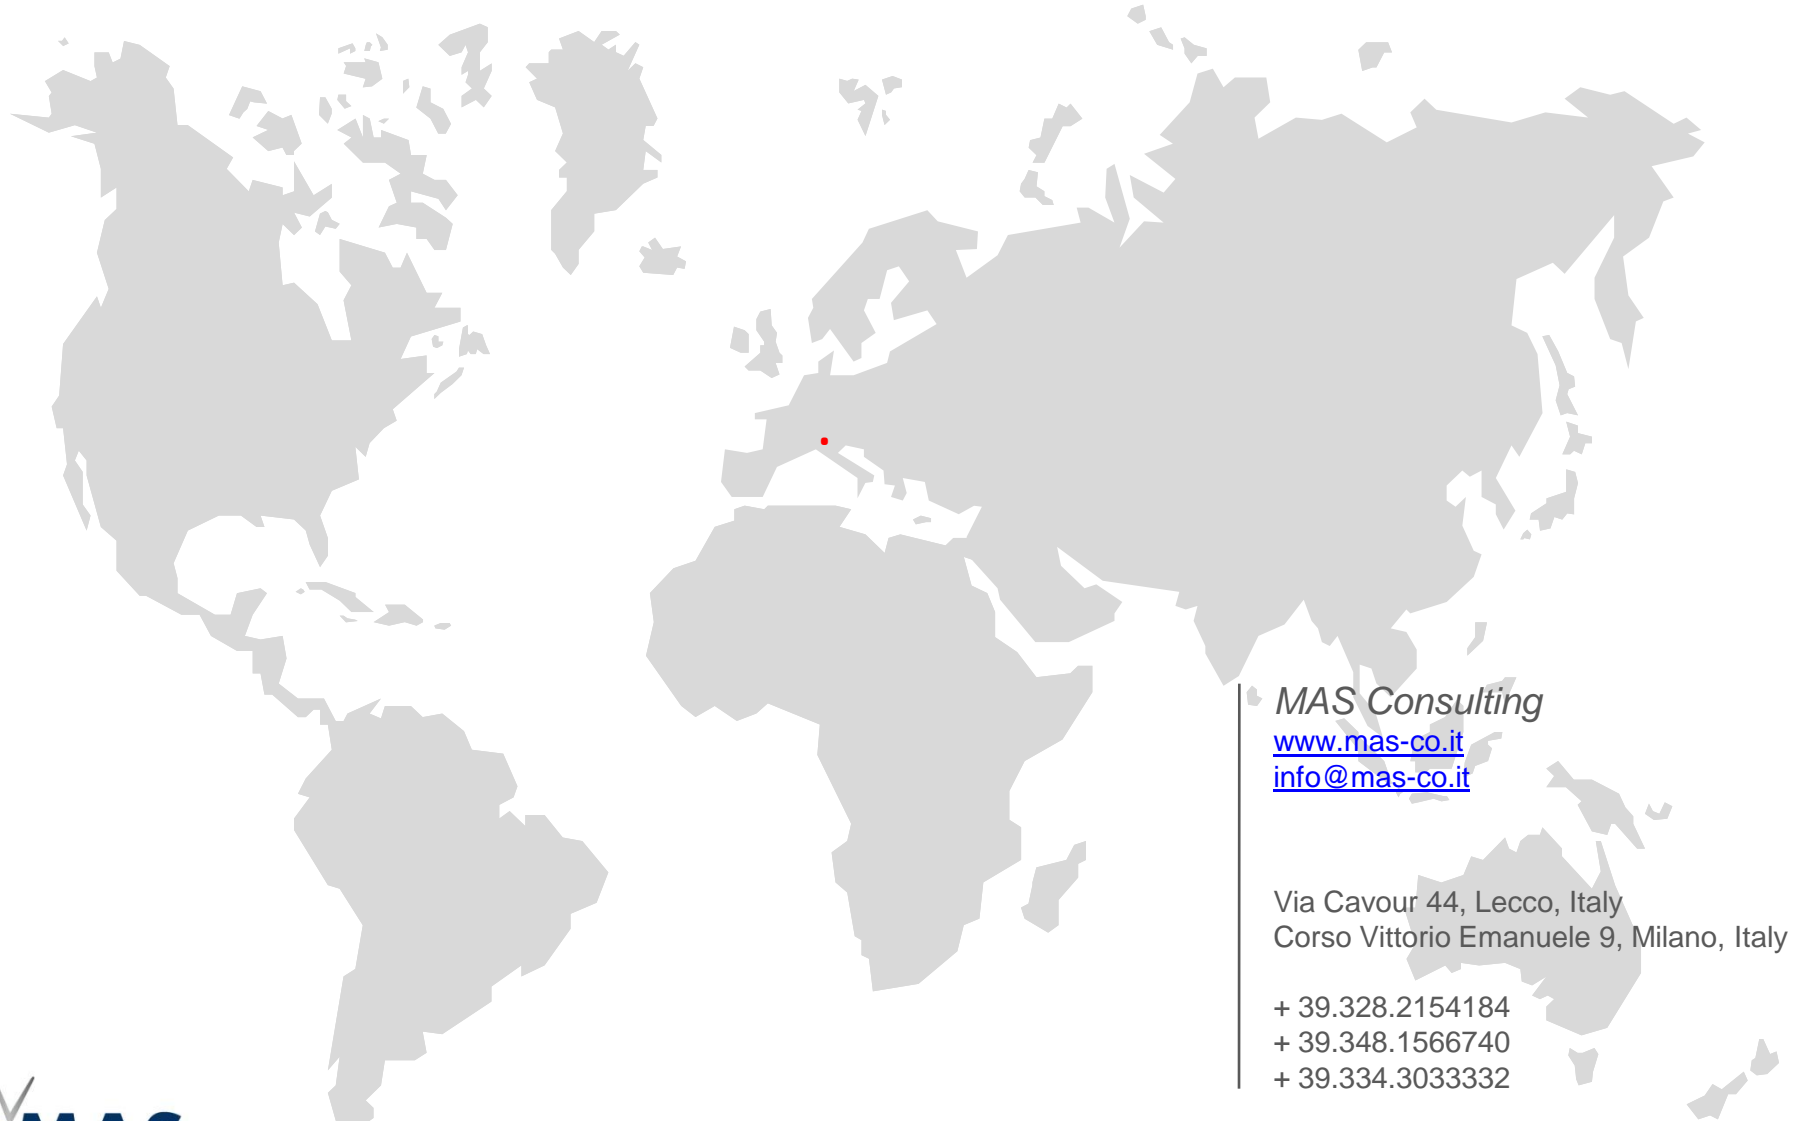 MAS Consulting
www.mas-co.it
info@mas-co.it
Via Cavour 44, Lecco, Italy
Corso Vittorio Emanuele 9, Milano, Italy
+ 39.328.2154184
+ 39.348.1566740
+ 39.334.3033332
MAS